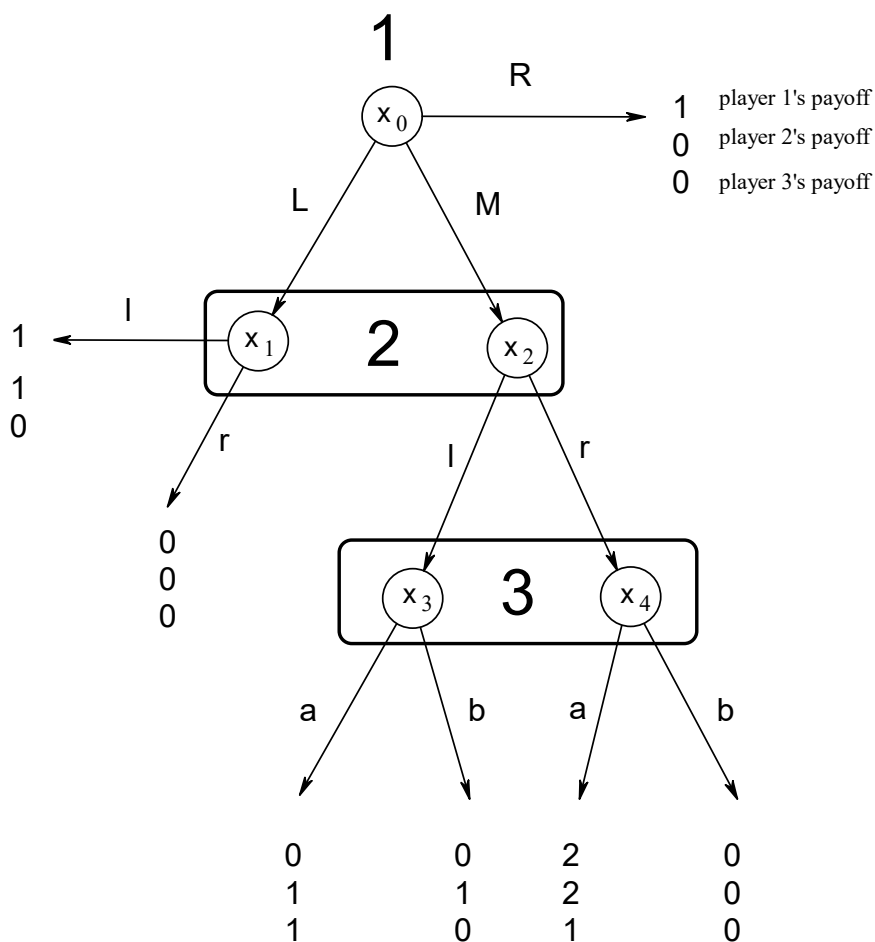 1
R
x0
1 player 1's payoff
0 player 2's payoff
0 player 3's payoff
L
M
l
x1
2
x2
1
1
0
r
l
r
0
0
0
x3
3
x4
a
b
a
b
0 0 2 0
1 1 2 0
1 0 1 0